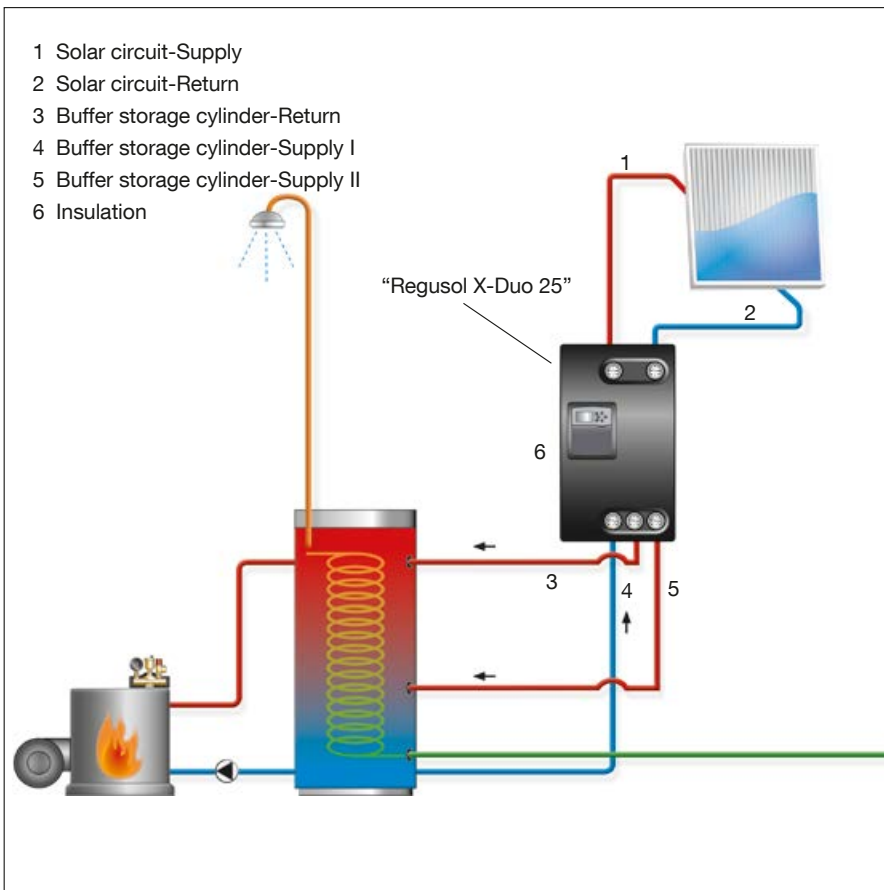 1 Solar circuit-Supply
2 Solar circuit-Return
3 Buffer storage cylinder-Return
4 Buffer storage cylinder-Supply I
5 Buffer storage cylinder-Supply II
6 Insulation
1
“Regusol X-Duo 25”
2
6
3
4
5